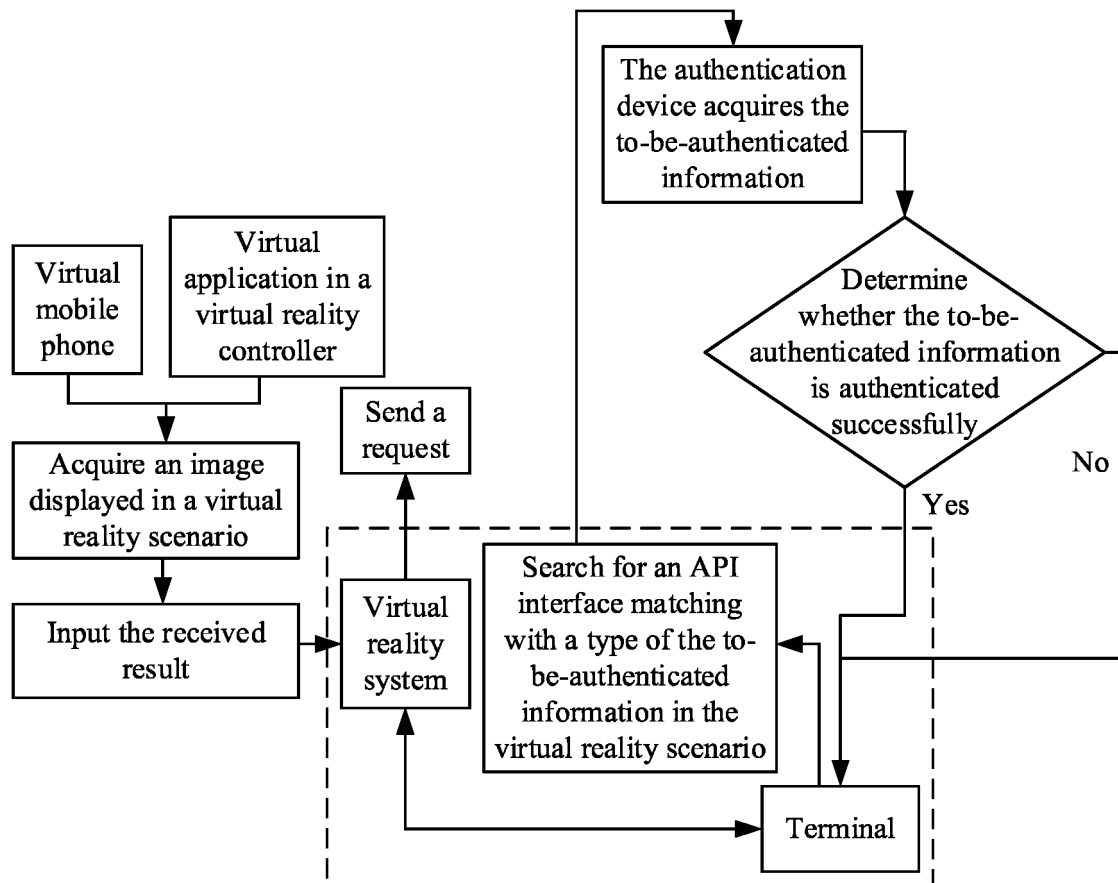 The authentication
device acquires the
to-be-authenticated
information
Virtual
mobile
phone
Virtual
application in a
virtual reality
controller
Determine
whether the to-be-
authenticated information
is authenticated
successfully
Send a
request
Acquire an image
displayed in a virtual
reality scenario
No
Yes
Input the received
result
Virtual
reality
system
Search for an API
interface matching
with a type of the to-
be-authenticated
information in the
virtual reality scenario
Terminal